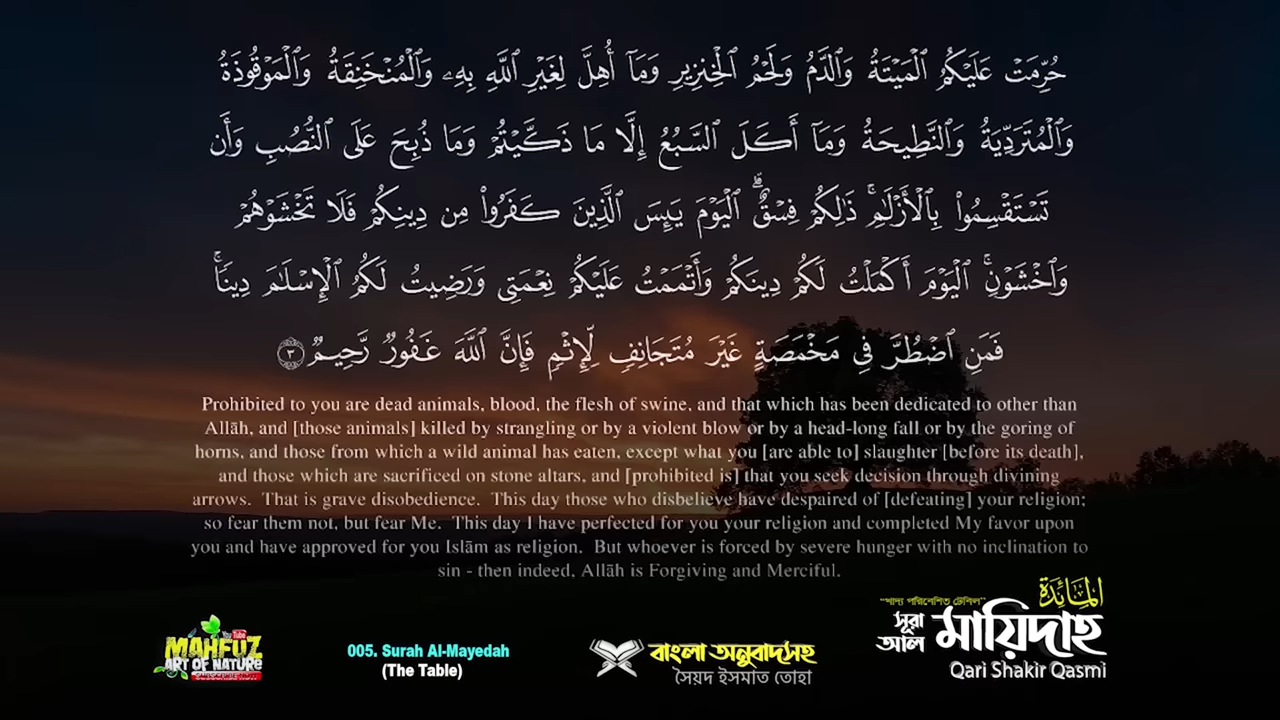 حُرِّمَتْ عَلَيْكُمُ ٱلْمَيْتَةُ وَٱلدَّمُ وَلَحْمُ ٱلْخِنزِيرِ وَمَآ أُهِلَّ لِغَيْرِ ٱللَّهِ بِهِۦ وَٱلْمُنْخَنِقَةُ وَٱلْمَوْقُوذَةُ
وَٱلْمُتَرَدِّيَةُ وَٱلنَّطِيحَةُ وَمَآ أَكَلَ ٱلسَّبُعُ إِلَّا مَا ذَكَّيْتُمْ وَمَا ذُبِحَ عَلَى ٱلنُّصُبِ وَأَن
تَسْتَقْسِمُوا۟ بِٱلْأَزْلَٰمِ ۚ ذَٰلِكُمْ فِسْقٌ ۗ ٱلْيَوْمَ يَئِسَ ٱلَّذِينَ كَفَرُوا۟ مِن دِينِكُمْ فَلَا تَخْشَوْهُمْ
وَٱخْشَوْنِ ۚ ٱلْيَوْمَ أَكْمَلْتُ لَكُمْ دِينَكُمْ وَأَتْمَمْتُ عَلَيْكُمْ نِعْمَتِى وَرَضِيتُ لَكُمُ ٱلْإِسْلَٰمَ دِينًا ۚ
فَمَنِ ٱضْطُرَّ فِى مَخْمَصَةٍ غَيْرَ مُتَجَانِفٍ لِّإِثْمٍ فَإِنَّ ٱللَّهَ غَفُورٌ رَّحِيمٌ ٣
Prohibited to you are dead animals, blood, the flesh of swine, and that which has been dedicated to other than
Allāh, and [those animals] killed by strangling or by a violent blow or by a head-long fall or by the goring of
horns, and those from which a wild animal has eaten, except what you [are able to] slaughter [before its death],
and those which are sacrificed on stone altars, and [prohibited is] that you seek decision through divining
arrows. That is grave disobedience. This day those who disbelieve have despaired of [defeating] your religion;
so fear them not, but fear Me. This day I have perfected for you your religion and completed My favor upon
you and have approved for you Islām as religion. But whoever is forced by severe hunger with no inclination to
sin - then indeed, Allāh is Forgiving and Merciful.
المَائِدَة
"খাদ্য পরিবেশিত টেবিল"
সূরা আল মায়িদাহ
Qari Shakir Qasmi
You Tube
MAHFUZ
ART OF NATURE
SUBSCRIBE NOW
005. Surah Al-Mayedah
(The Table)
বাংলা অনুবাদসহ
সৈয়দ ইসমাত তোহা